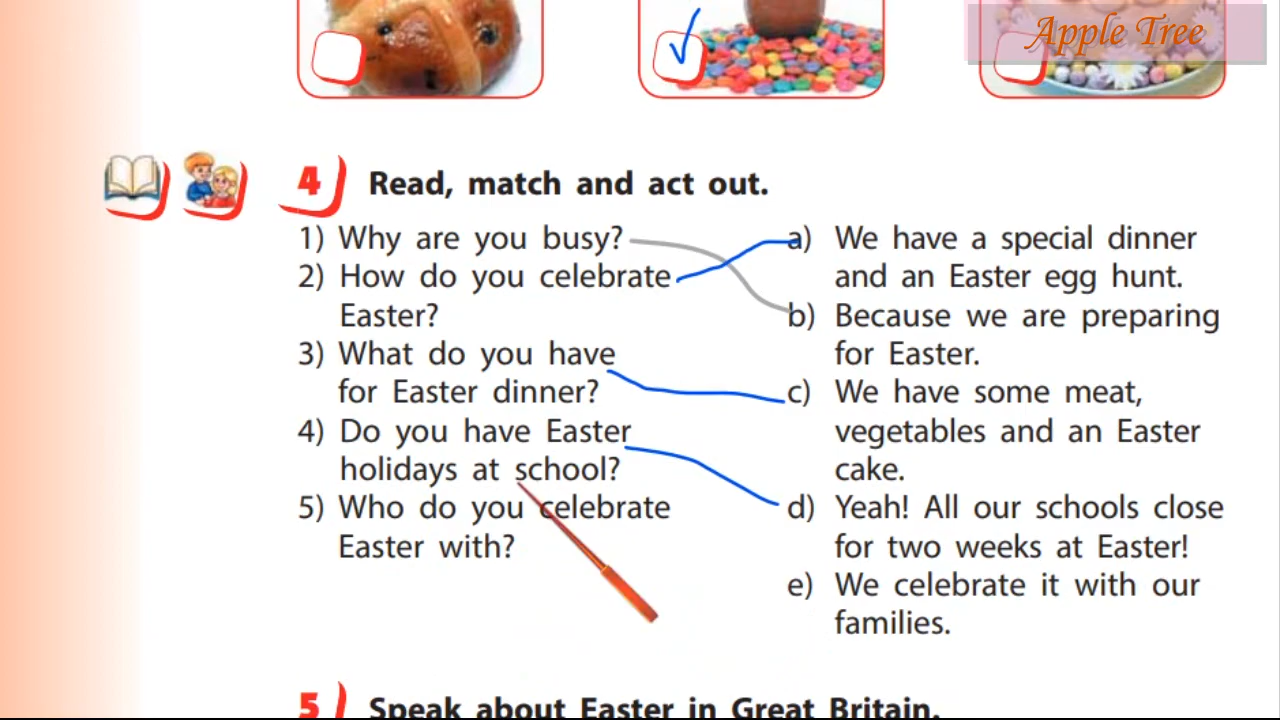 Apple Tree
4 Read, match and act out.
1) Why are you busy?
2) How do you celebrate
Easter?
3) What do you have
for Easter dinner?
4) Do you have Easter
holidays at school?
5) Who do you celebrate
Easter with?
a) We have a special dinner
and an Easter egg hunt.
b) Because we are preparing
for Easter.
c) We have some meat,
vegetables and an Easter
cake.
d) Yeah! All our schools close
for two weeks at Easter!
e) We celebrate it with our
families.
5 Speak about Easter in Great Britain.